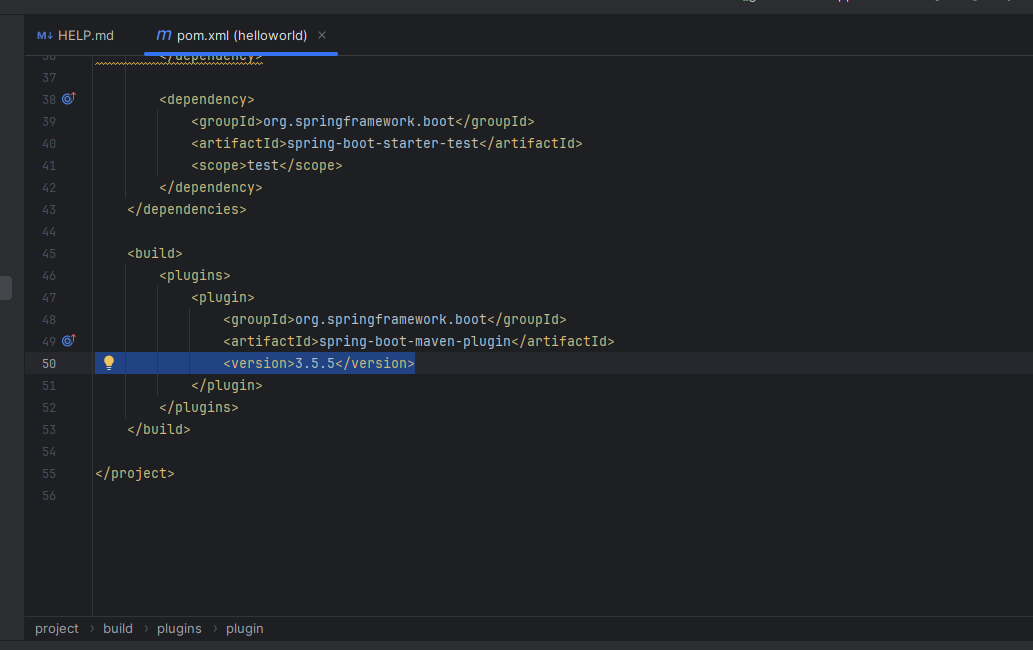 M↓ HELP.md
m pom.xml (helloworld) ×
36 </dependency>
37
38 <dependency>
39 <groupId>org.springframework.boot</groupId>
40 <artifactId>spring-boot-starter-test</artifactId>
41 <scope>test</scope>
42 </dependency>
43 </dependencies>
44
45 <build>
46 <plugins>
47 <plugin>
48 <groupId>org.springframework.boot</groupId>
49 <artifactId>spring-boot-maven-plugin</artifactId>
50 <version>3.5.5</version>
51 </plugin>
52 </plugins>
53 </build>
54
55 </project>
56
project › build › plugins › plugin